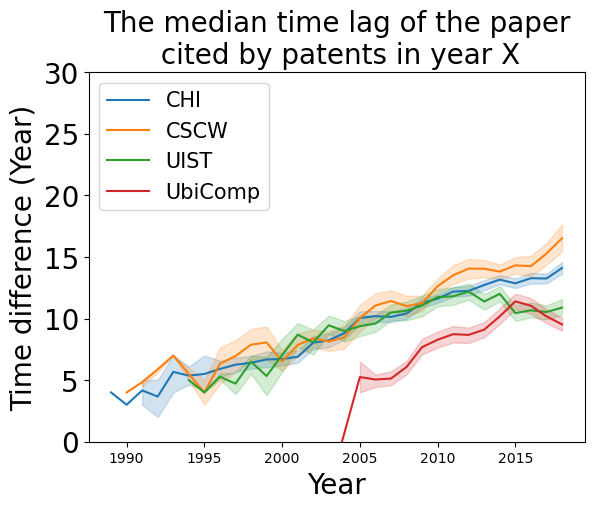 The median time lag of the paper
cited by patents in year X
Time difference (Year)
30
25
20
15
10
5
0
CHI
CSCW
UIST
UbiComp
1990 1995 2000 2005 2010 2015
Year